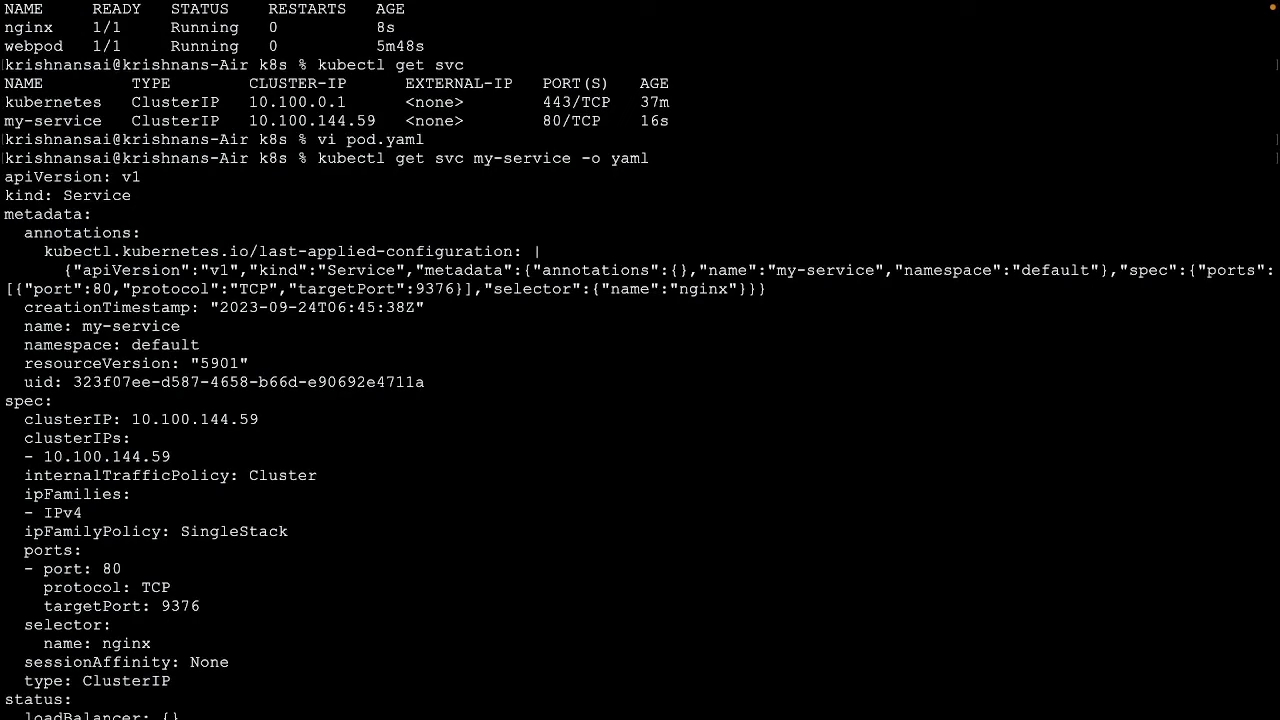 NAME READY STATUS RESTARTS AGE
nginx 1/1 Running 0 8s
webpod 1/1 Running 0 5m48s
krishnansai@krishnans-Air k8s % kubectl get svc
NAME TYPE CLUSTER-IP EXTERNAL-IP PORT(S) AGE
kubernetes ClusterIP 10.100.0.1 <none> 443/TCP 37m
my-service ClusterIP 10.100.144.59 <none> 80/TCP 16s
krishnansai@krishnans-Air k8s % vi pod.yaml
krishnansai@krishnans-Air k8s % kubectl get svc my-service -o yaml
apiVersion: v1
kind: Service
metadata:
  annotations:
    kubectl.kubernetes.io/last-applied-configuration: |
      {"apiVersion":"v1","kind":"Service","metadata":{"annotations":{},"name":"my-service","namespace":"default"},"spec":{"ports":
[{"port":80,"protocol":"TCP","targetPort":9376}],"selector":{"name":"nginx"}}}
  creationTimestamp: "2023-09-24T06:45:38Z"
  name: my-service
  namespace: default
  resourceVersion: "5901"
  uid: 323f07ee-d587-4658-b66d-e90692e4711a
spec:
  clusterIP: 10.100.144.59
  clusterIPs:
  - 10.100.144.59
  internalTrafficPolicy: Cluster
  ipFamilies:
  - IPv4
  ipFamilyPolicy: SingleStack
  ports:
  - port: 80
    protocol: TCP
    targetPort: 9376
  selector:
    name: nginx
  sessionAffinity: None
  type: ClusterIP
status:
  loadBalancer: {}